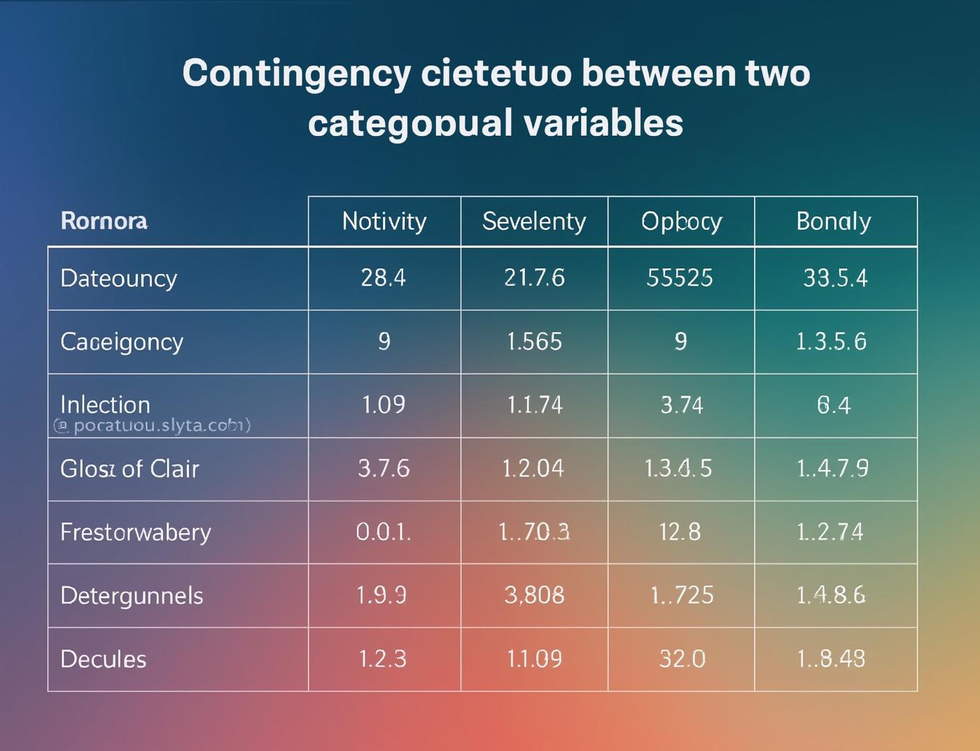 Contingency cietetuo between two
categopual variables
Rornora Notivity Sevelenty Opbocy Bonaly
Dateouncy 28.4 21.7.6 55525 33.5.4
Caceigoncy 9 1.565 9 1.3.5.6
Inlection 1.09 1.1.74 3.74 6.4
(@ pocatuou.slyta.com)
Glosz of Clair 3.7.6 1.2.04 1.3.4.5 1..4.7.9
Frestorwabery 0.0.1. 1..70.3 12.8 1..2.74
Detergunnels 1.9.9 3,808 1..725 1.4.8.6
Decules 1.2.3 1.1.09 32.0 1..8.48